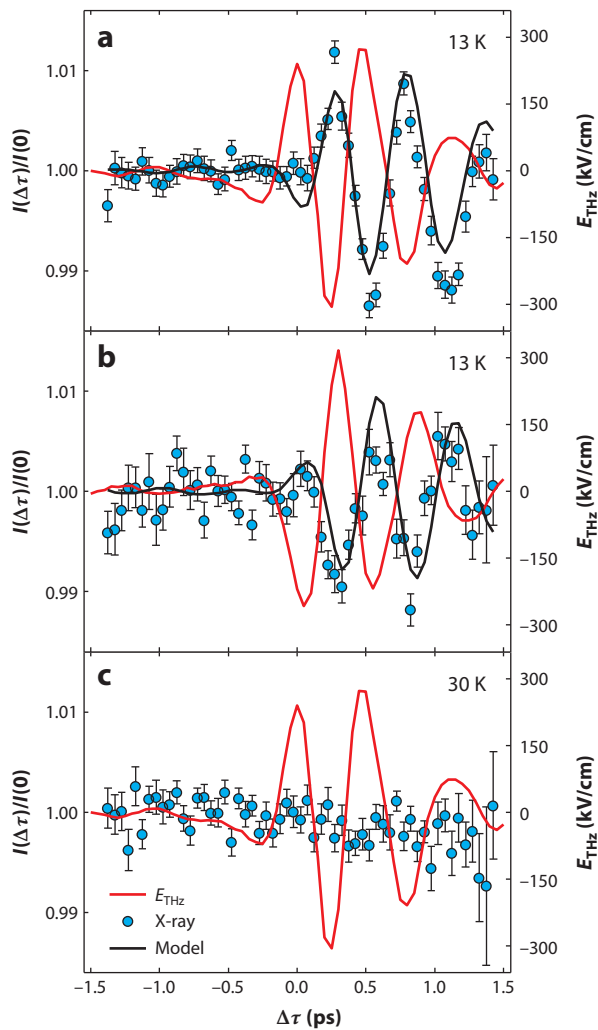 a
13 K
I(Δτ)/I(0)
1.01
1.00
0.99
300
150
0
−150
−300
E_THz (kV/cm)
b
13 K
I(Δτ)/I(0)
1.01
1.00
0.99
300
150
0
−150
−300
E_THz (kV/cm)
c
30 K
I(Δτ)/I(0)
1.01
1.00
0.99
300
150
0
−150
−300
E_THz (kV/cm)
E_THz
X-ray
Model
−1.5 −1.0 −0.5 0.0 0.5 1.0 1.5
Δτ (ps)